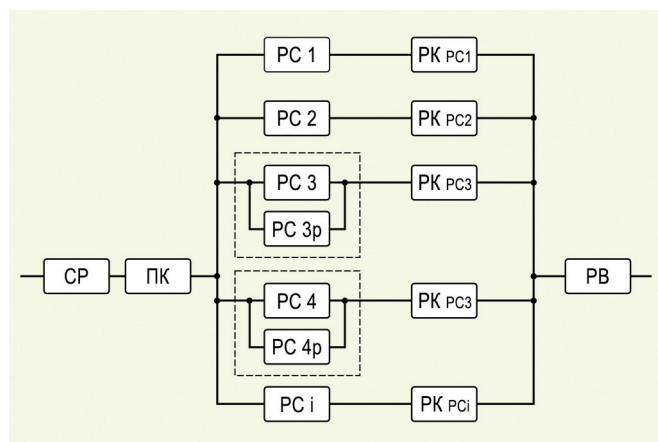 РС 1 РК РС1
РС 2 РК РС2
РС 3 РК РС3
РС 3р
СР ПК РВ
РС 4 РК РС3
РС 4р
РС i РК РСi